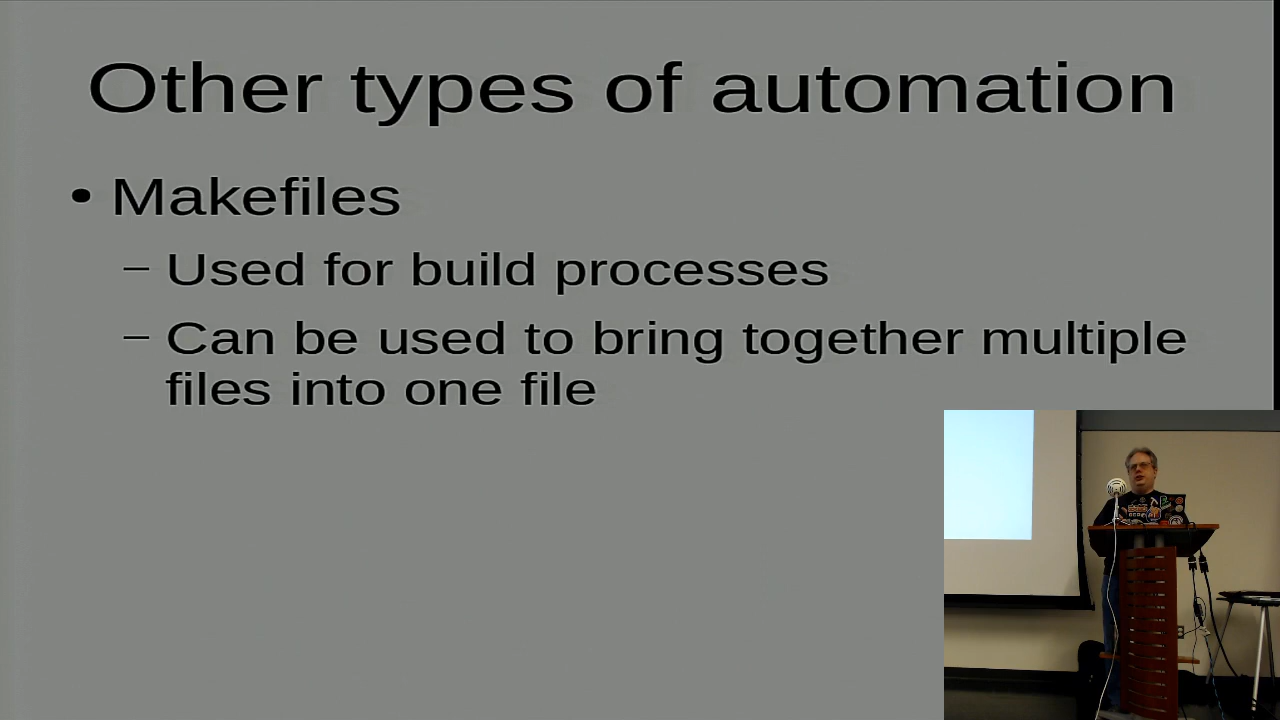 Other types of automation
• Makefiles
– Used for build processes
– Can be used to bring together multiple
files into one file